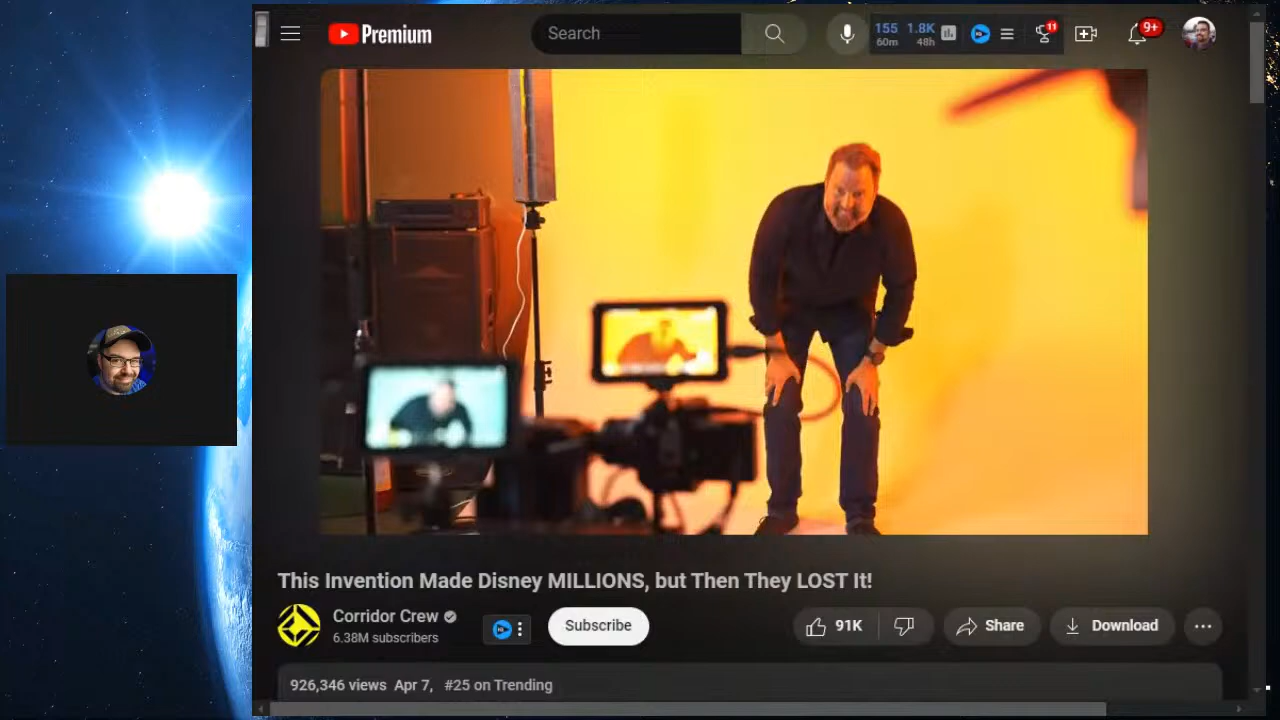 Premium
Search
155 1.8K
60m 48h
11
9+
This Invention Made Disney MILLIONS, but Then They LOST It!
Corridor Crew
6.38M subscribers
Subscribe
91K
Share
Download
926,346 views Apr 7, #25 on Trending